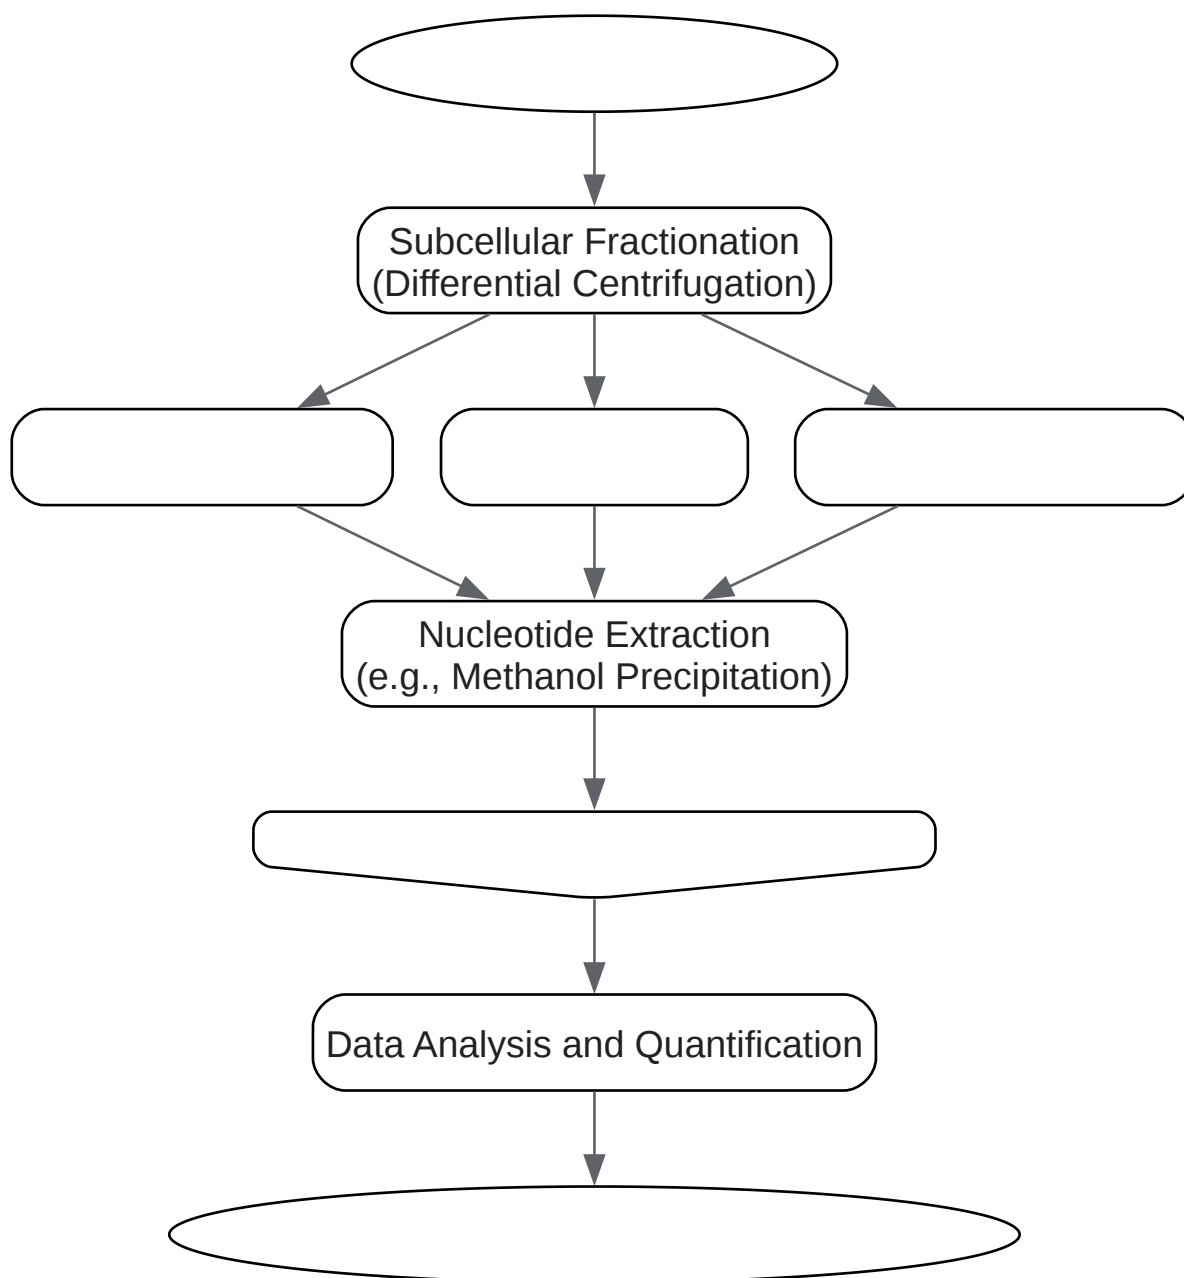 Subcellular Fractionation
(Differential Centrifugation)
Nucleotide Extraction
(e.g., Methanol Precipitation)
Data Analysis and Quantification